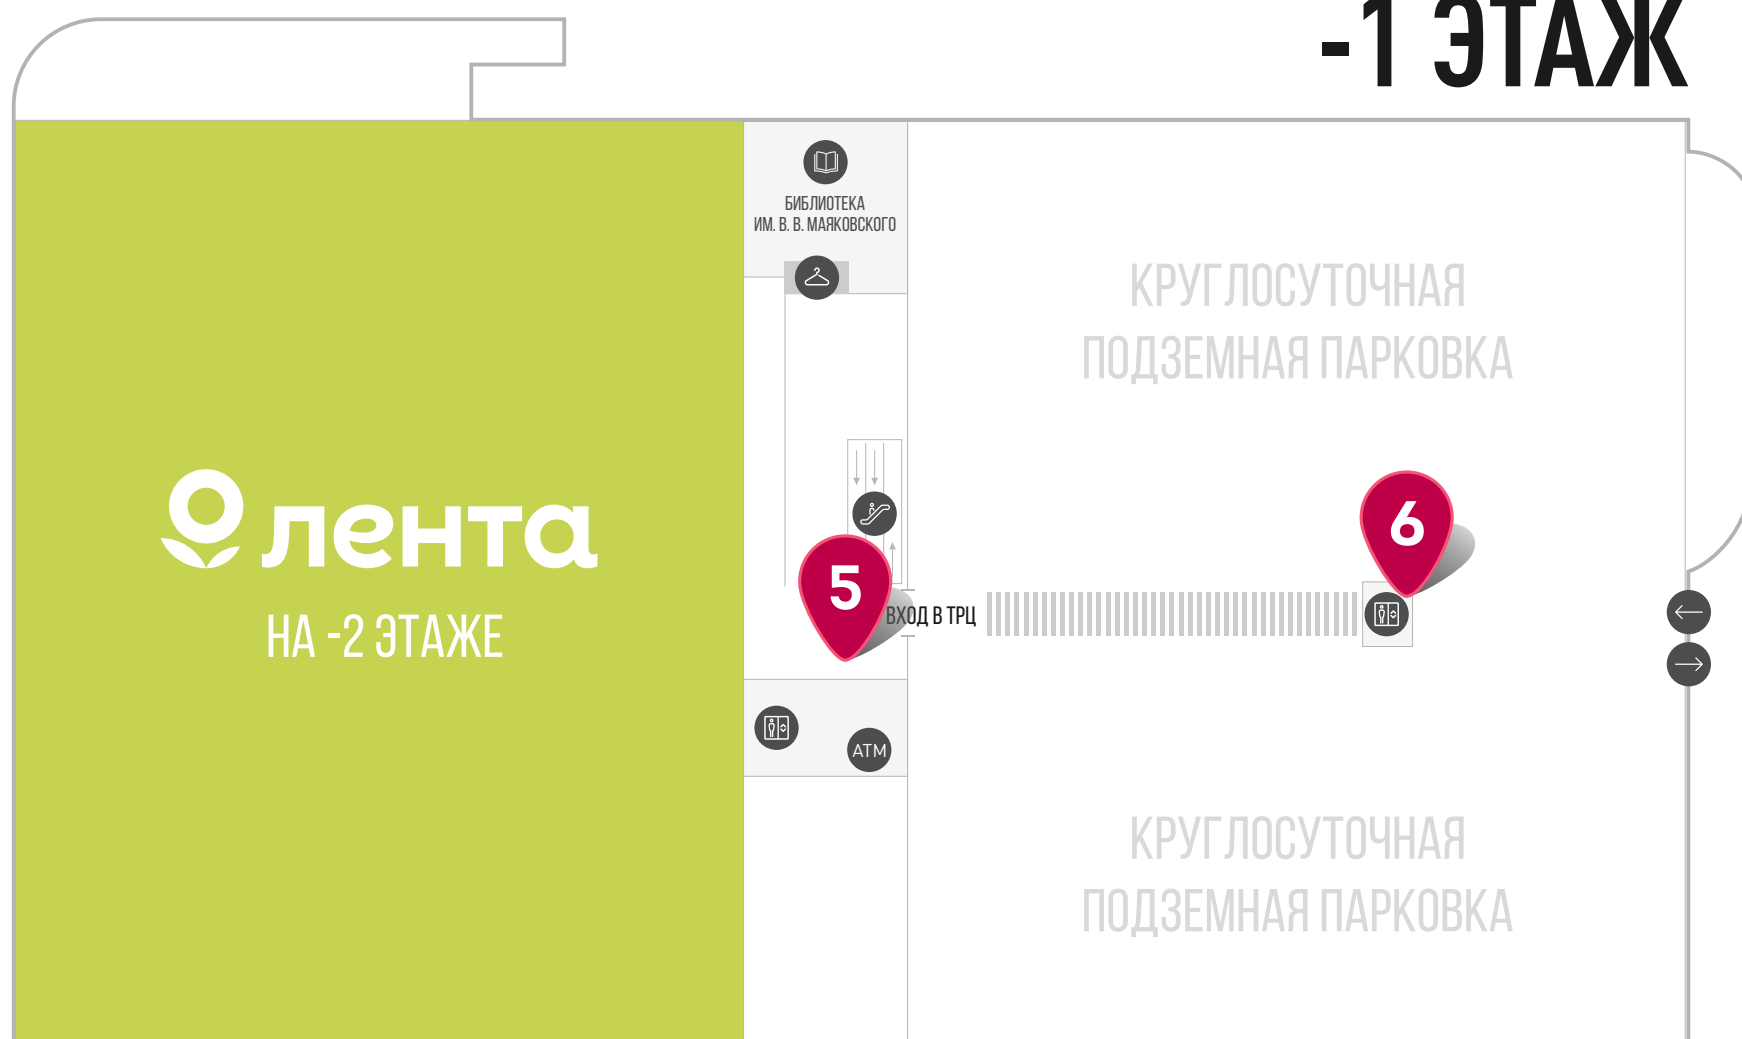 -1 ЭТАЖ
БИБЛИОТЕКА
ИМ. В. В. МАЯКОВСКОГО
КРУГЛОСУТОЧНАЯ
ПОДЗЕМНАЯ ПАРКОВКА
лента
НА -2 ЭТАЖЕ
5
ВХОД В ТРЦ
6
ATM
КРУГЛОСУТОЧНАЯ
ПОДЗЕМНАЯ ПАРКОВКА